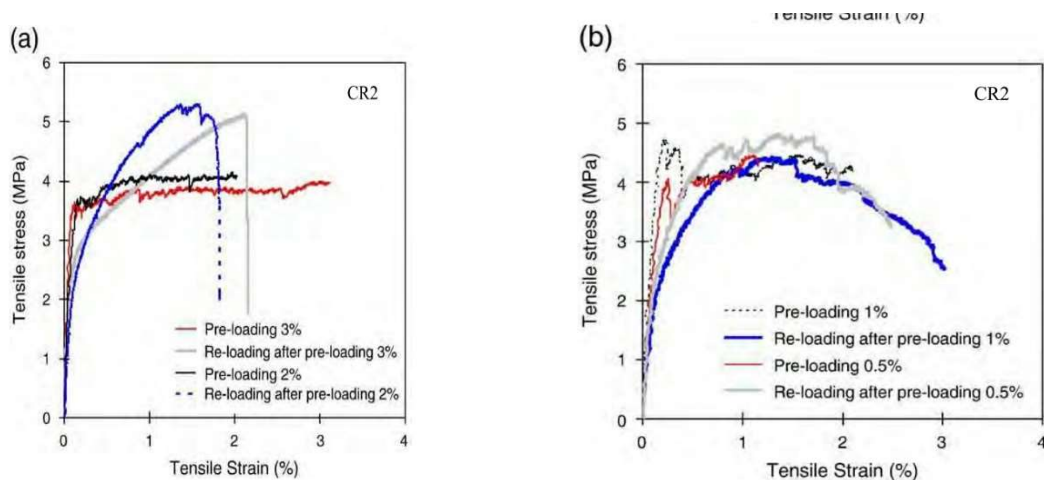 (a)
CR2
6
5
4
3
2
1
0
Tensile stress (MPa)
Pre-loading 3%
Re-loading after pre-loading 3%
Pre-loading 2%
Re-loading after pre-loading 2%
0 1 2 3 4
Tensile Strain (%)
Tensile Strain (%)
(b)
CR2
6
5
4
3
2
1
0
Tensile stress (MPa)
Pre-loading 1%
Re-loading after pre-loading 1%
Pre-loading 0.5%
Re-loading after pre-loading 0.5%
0 1 2 3 4
Tensile Strain (%)